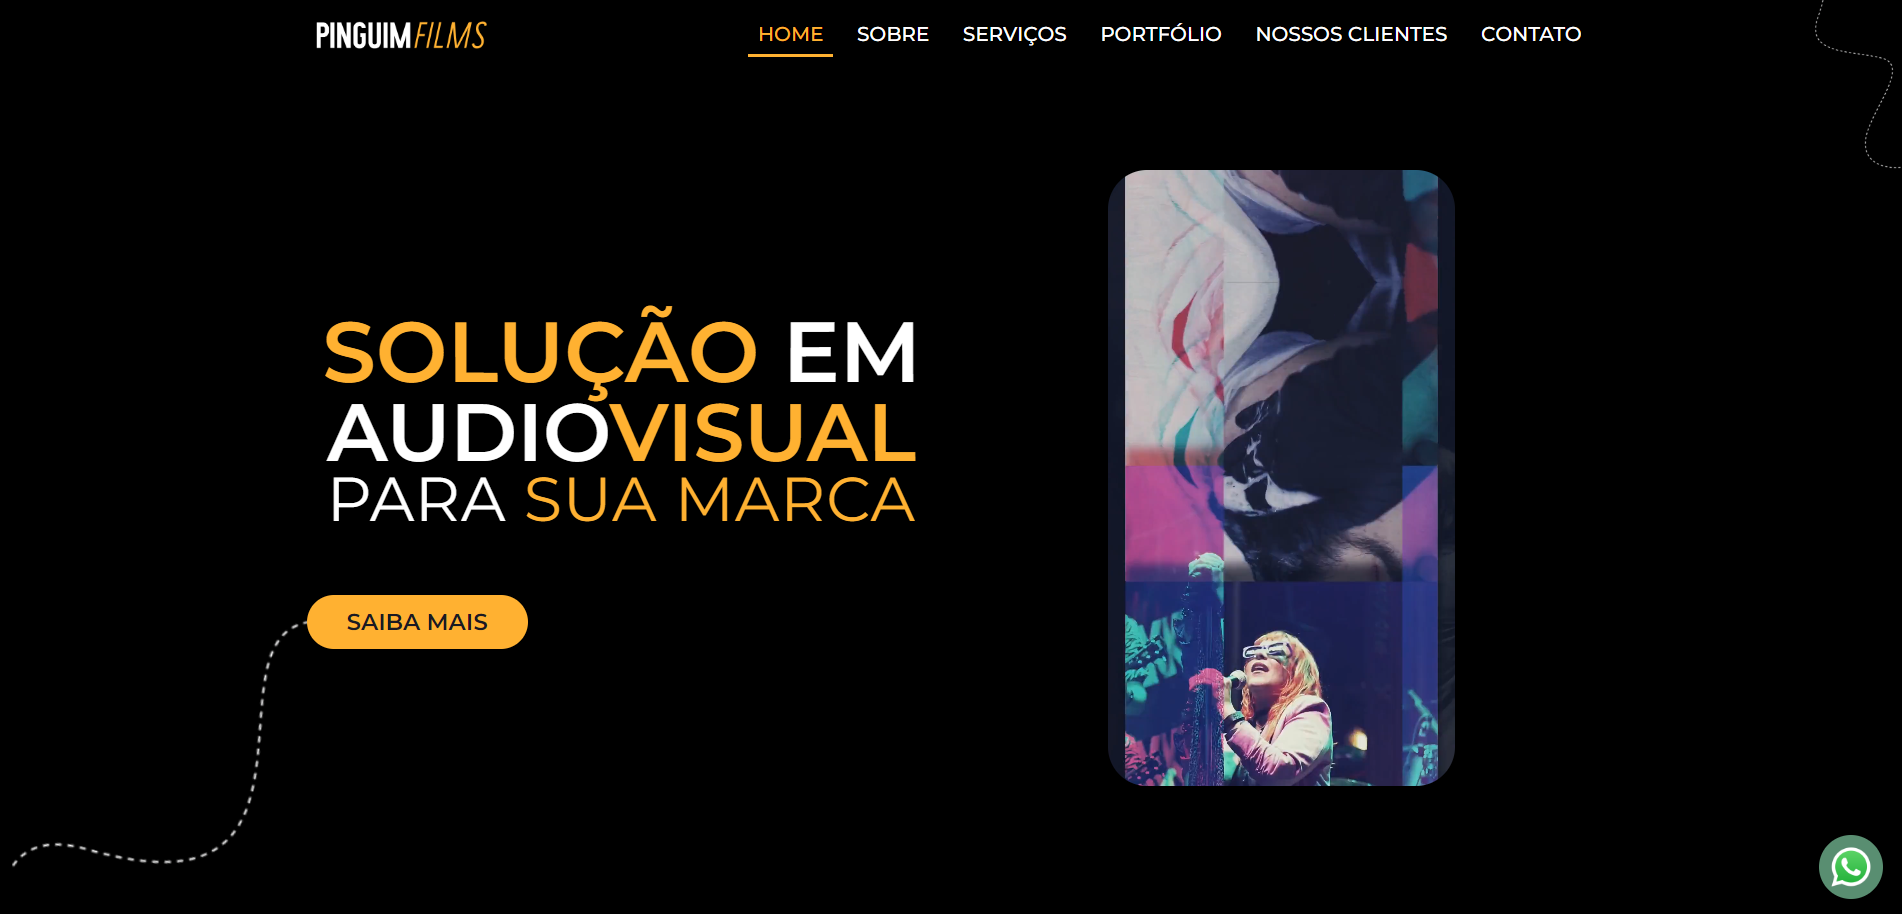 PINGUIM FILMS
HOME SOBRE SERVIÇOS PORTFÓLIO NOSSOS CLIENTES CONTATO
SOLUÇÃO EM
AUDIOVISUAL
PARA SUA MARCA
SAIBA MAIS